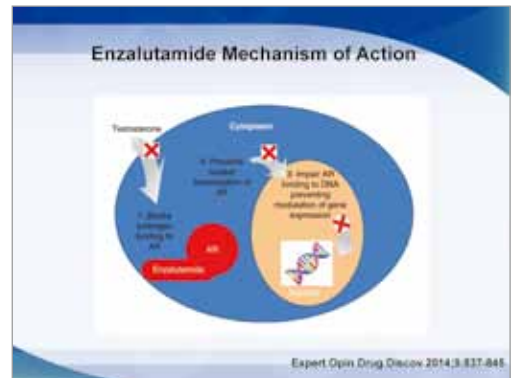 Enzalutamide Mechanism of Action
Testosterone
Cytoplasm
2. Prevents
nuclear
translocation of
AR
3. Impair AR
binding to DNA
preventing
modulation of gene
expression
1. Blocks
androgen
binding to
AR
AR
Enzalutamide
Expert Opin Drug Discov 2014;9:837-845